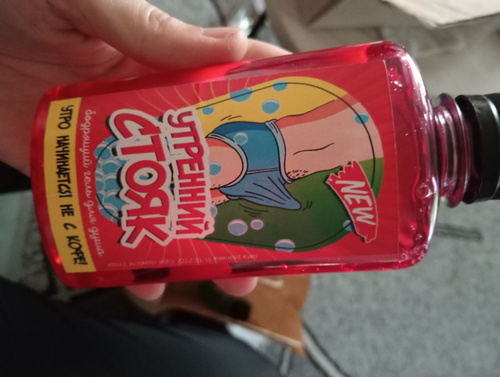 NEW
УТРЕННИЙ
СТОЯК
бодрящий гель для душа
УТРО НАЧИНАЕТСЯ НЕ С КОФЕ!